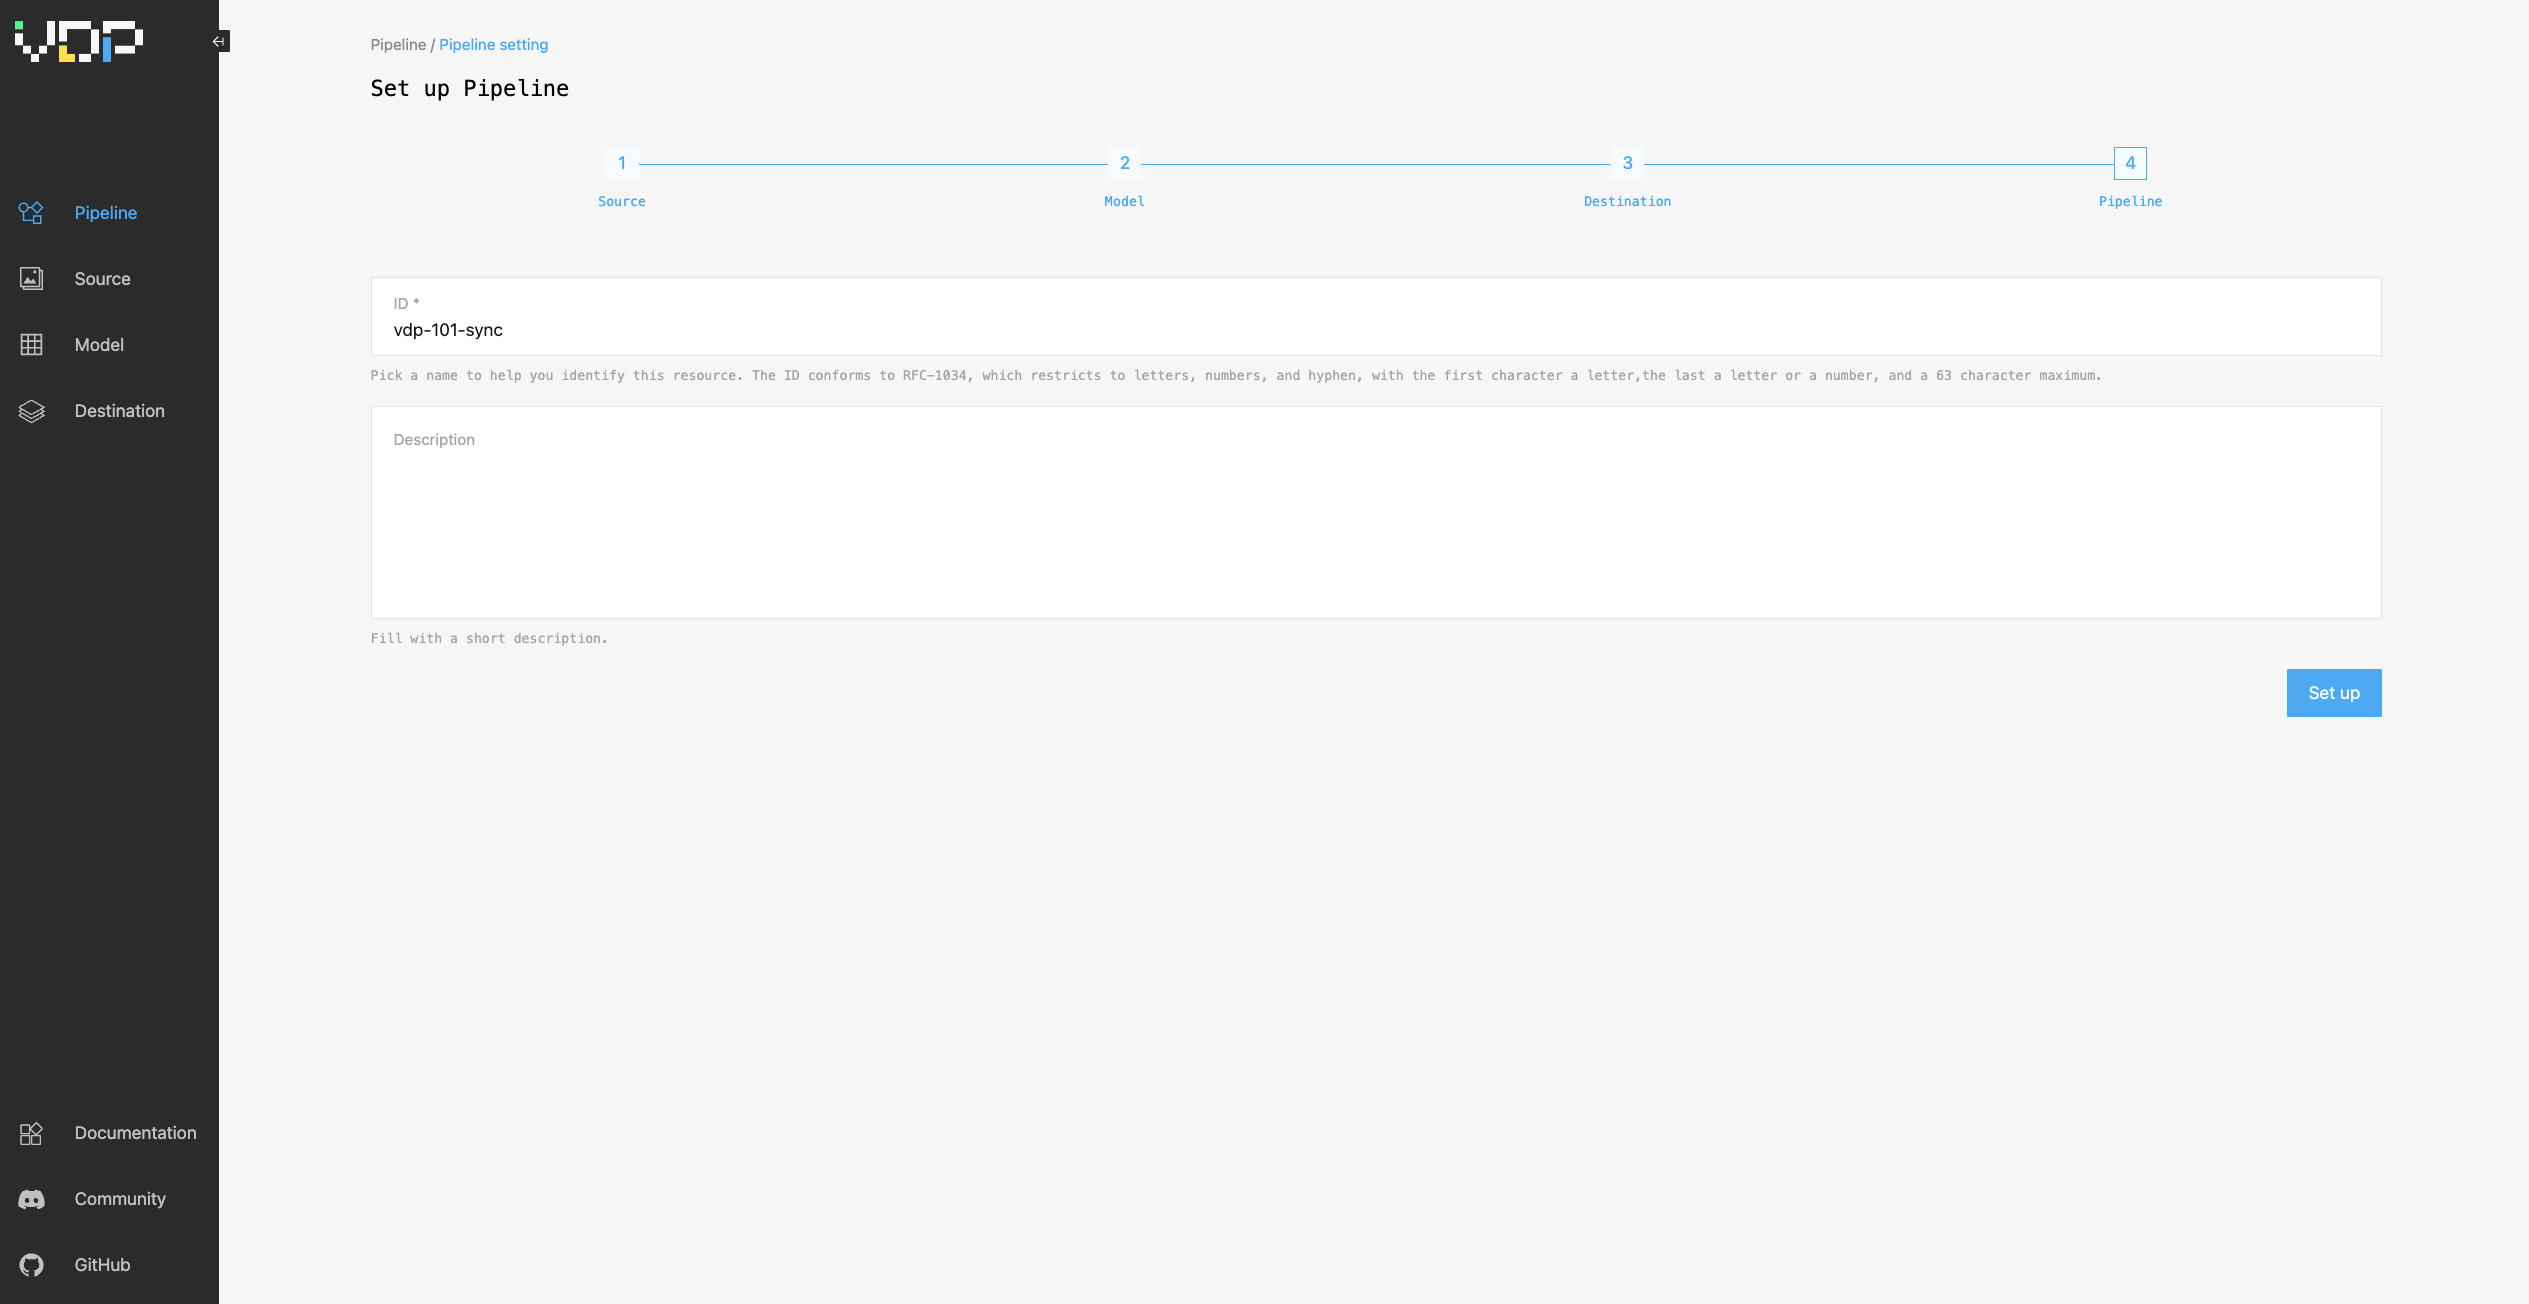 VDP
Pipeline
Source
Model
Destination
Documentation
Community
GitHub
Pipeline / Pipeline setting
Set up Pipeline
1
2
3
4
Source
Model
Destination
Pipeline
ID *
vdp-101-sync
Pick a name to help you identify this resource. The ID conforms to RFC-1034, which restricts to letters, numbers, and hyphen, with the first character a letter,the last a letter or a number, and a 63 character maximum.
Description
Fill with a short description.
Set up